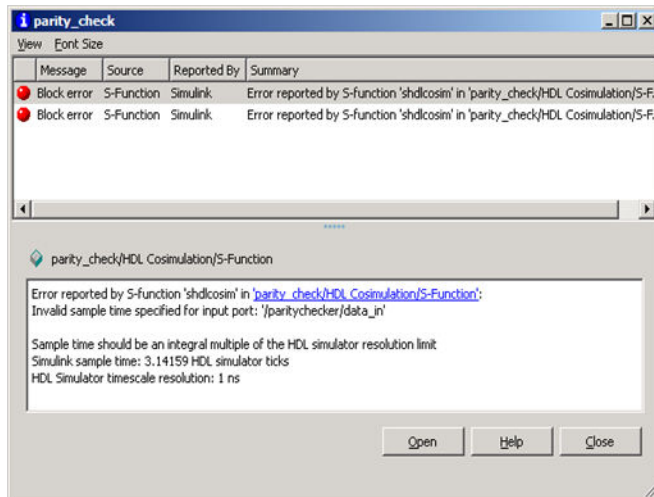 parity_check
View Font Size
Message Source Reported By Summary
Block error S-Function Simulink Error reported by S-function 'shdlcosim' in 'parity_check/HDL Cosimulation/S-F
Block error S-Function Simulink Error reported by S-function 'shdlcosim' in 'parity_check/HDL Cosimulation/S-F
parity_check/HDL Cosimulation/S-Function
Error reported by S-function 'shdlcosim' in 'parity_check/HDL Cosimulation/S-Function':
Invalid sample time specified for input port: '/paritychecker/data_in'
Sample time should be an integral multiple of the HDL simulator resolution limit
Simulink sample time: 3.14159 HDL simulator ticks
HDL Simulator timescale resolution: 1 ns
Open Help Close